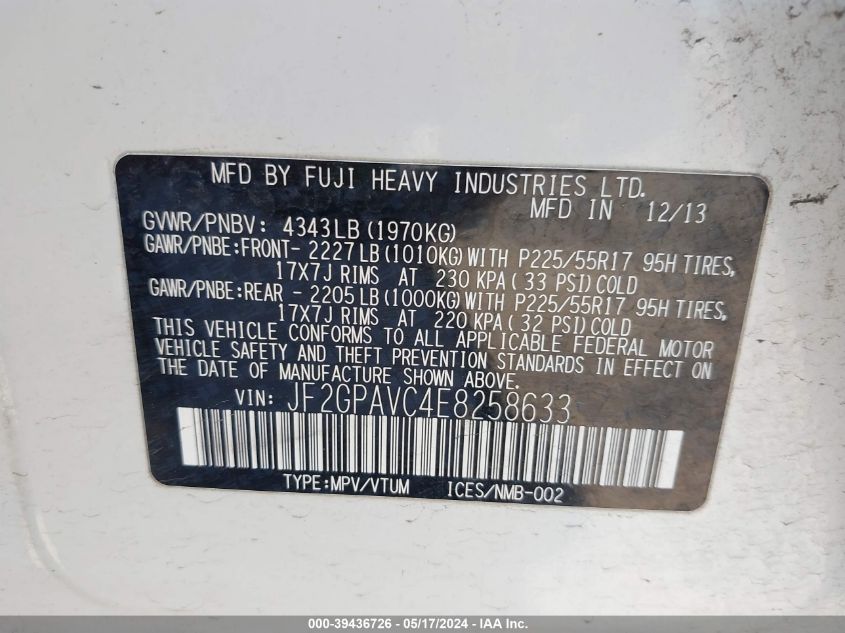 MFD BY FUJI HEAVY INDUSTRIES LTD.
MFD IN 12/13
GVWR/PNBV: 4343LB(1970KG)
GAWR/PNBE:FRONT- 2227LB(1010KG)WITH P225/55R17 95H TIRES,
17X7J RIMS AT 230 KPA( 33 PSI)COLD
GAWR/PNBE:REAR - 2205LB(1000KG)WITH P225/55R17 95H TIRES,
17X7J RIMS AT 220 KPA( 32 PSI)COLD
THIS VEHICLE CONFORMS TO ALL APPLICABLE FEDERAL MOTOR
VEHICLE SAFETY AND THEFT PREVENTION STANDARDS IN EFFECT ON
THE DATE OF MANUFACTURE SHOWN ABOVE.
VIN: JF2GPAVC4E8258633
TYPE:MPV/VTUM ICES/NMB-002
000-39436726 - 05/17/2024 - IAA Inc.